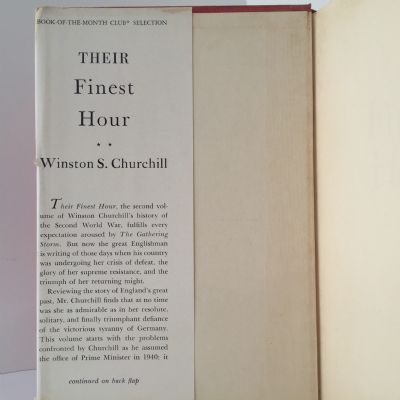 BOOK-OF-THE-MONTH CLUB® SELECTION
THEIR
Finest
Hour
* *
Winston S. Churchill
Their Finest Hour, the second vol-
ume of Winston Churchill's history of
the Second World War, fulfills every
expectation aroused by The Gathering
Storm. But now the great Englishman
is writing of those days when his country
was undergoing her crisis of defeat, the
glory of her supreme resistance, and the
triumph of her returning might.
Reviewing the story of England's great
past, Mr. Churchill finds that at no time
was she as admirable as in her resolute,
solitary, and finally triumphant defiance
of the victorious tyranny of Germany.
This volume starts with the problems
confronted by Churchill as he assumed
the office of Prime Minister in 1940; it
continued on back flap